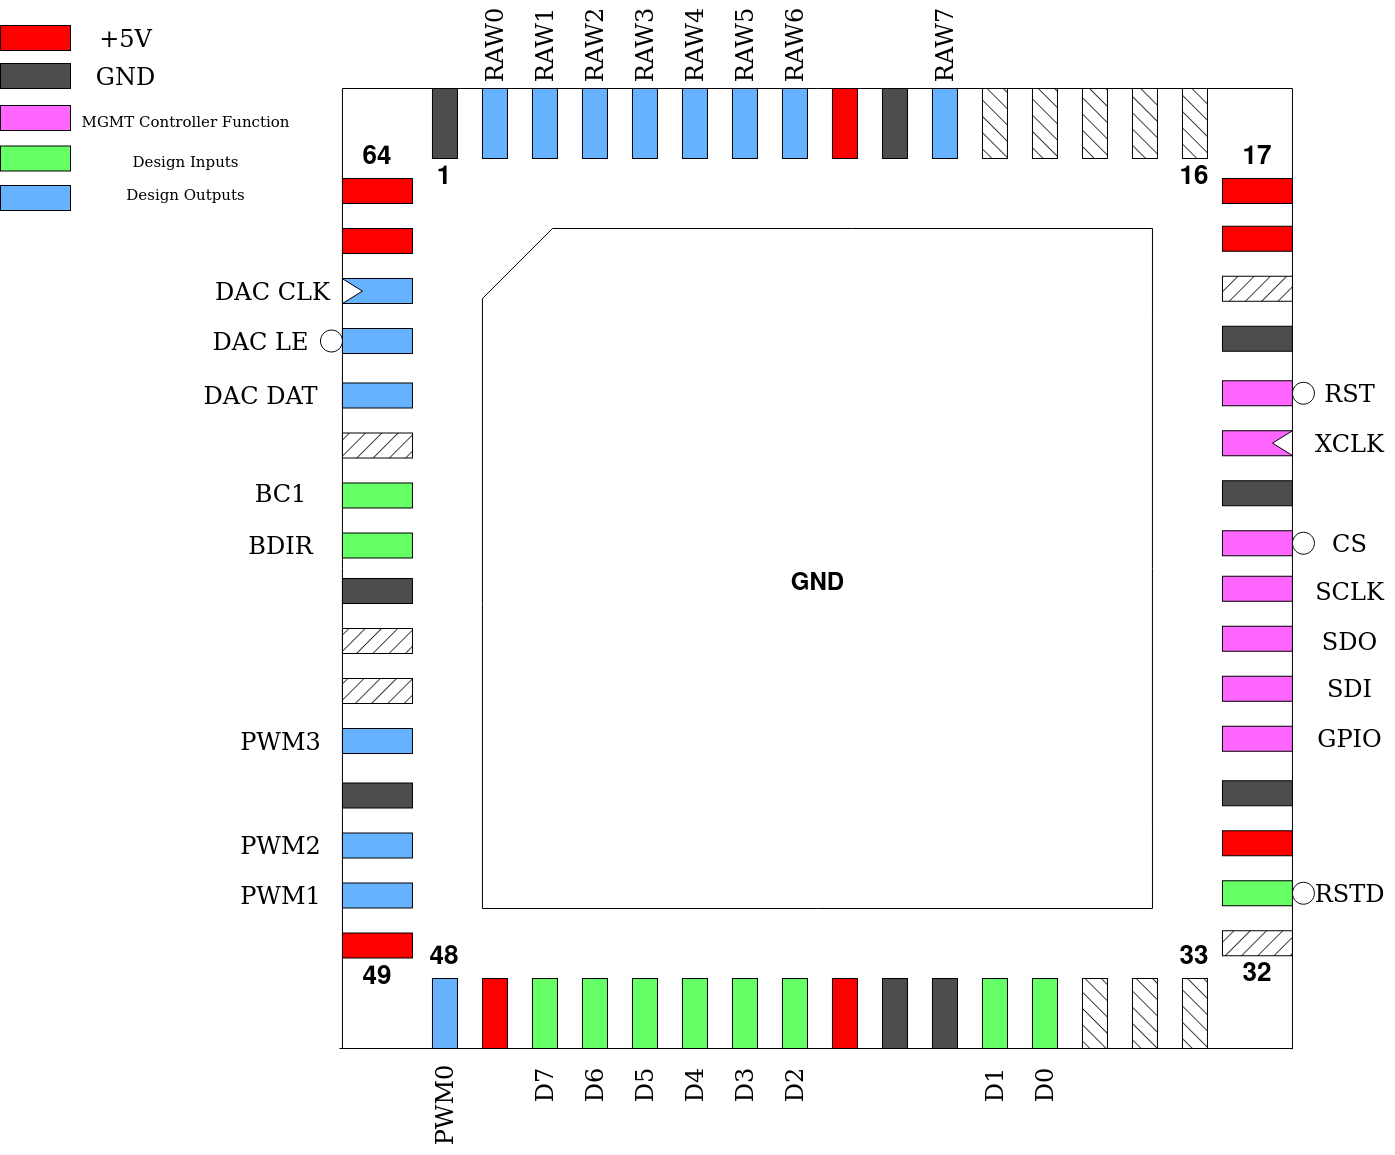 +5V
GND
MGMT Controller Function
Design Inputs
Design Outputs
RAW0
RAW1
RAW2
RAW3
RAW4
RAW5
RAW6
RAW7
64
1
16
17
DAC CLK
DAC LE
DAC DAT
BC1
BDIR
PWM3
PWM2
PWM1
GND
RST
XCLK
CS
SCLK
SDO
SDI
GPIO
RSTD
49
48
33
32
PWM0
D7
D6
D5
D4
D3
D2
D1
D0